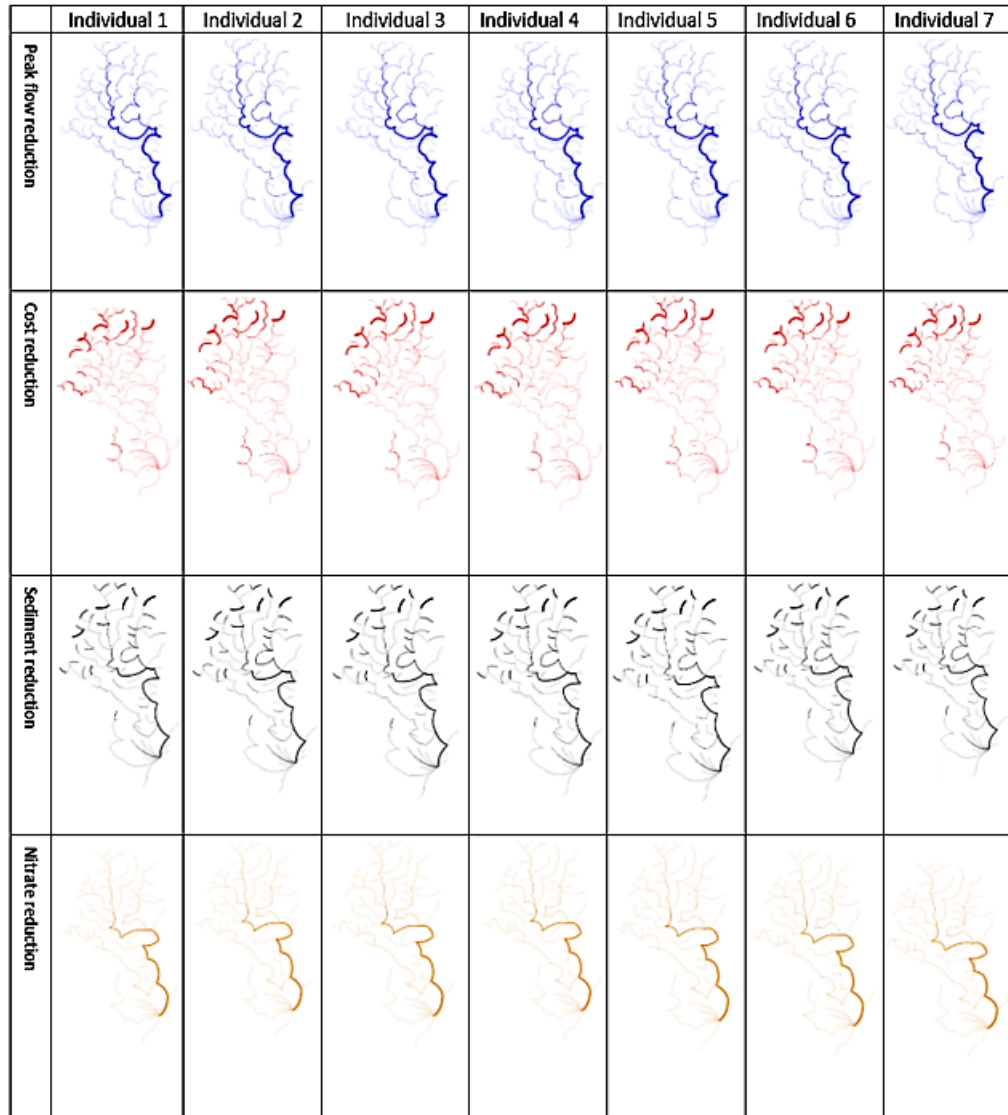 Individual 1 Individual 2 Individual 3 Individual 4 Individual 5 Individual 6 Individual 7
Peak flow reduction
Cost reduction
Sediment reduction
Nitrate reduction